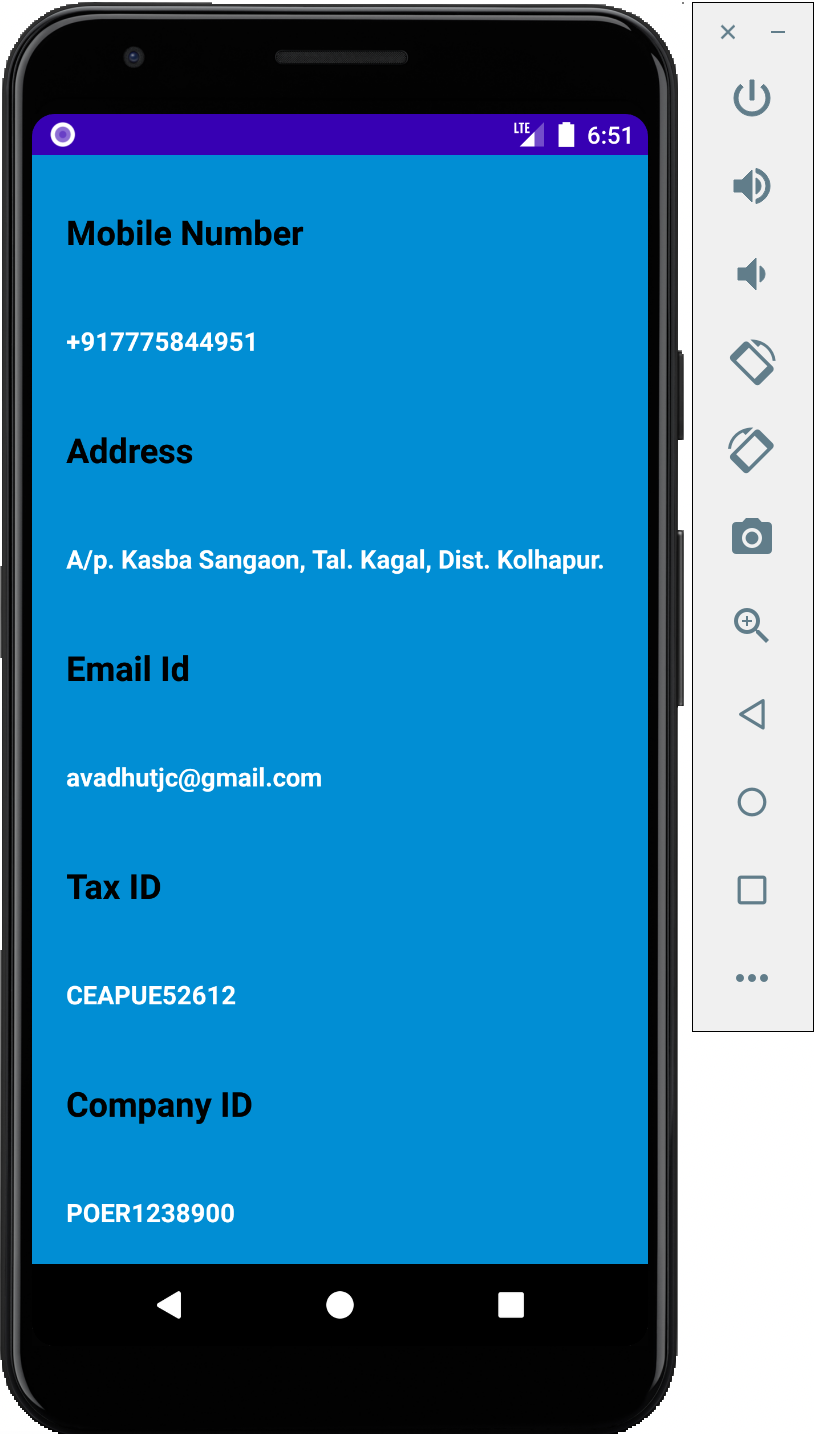 LTE 6:51
Mobile Number
+917775844951
Address
A/p. Kasba Sangaon, Tal. Kagal, Dist. Kolhapur.
Email Id
avadhutjc@gmail.com
Tax ID
CEAPUE52612
Company ID
POER1238900